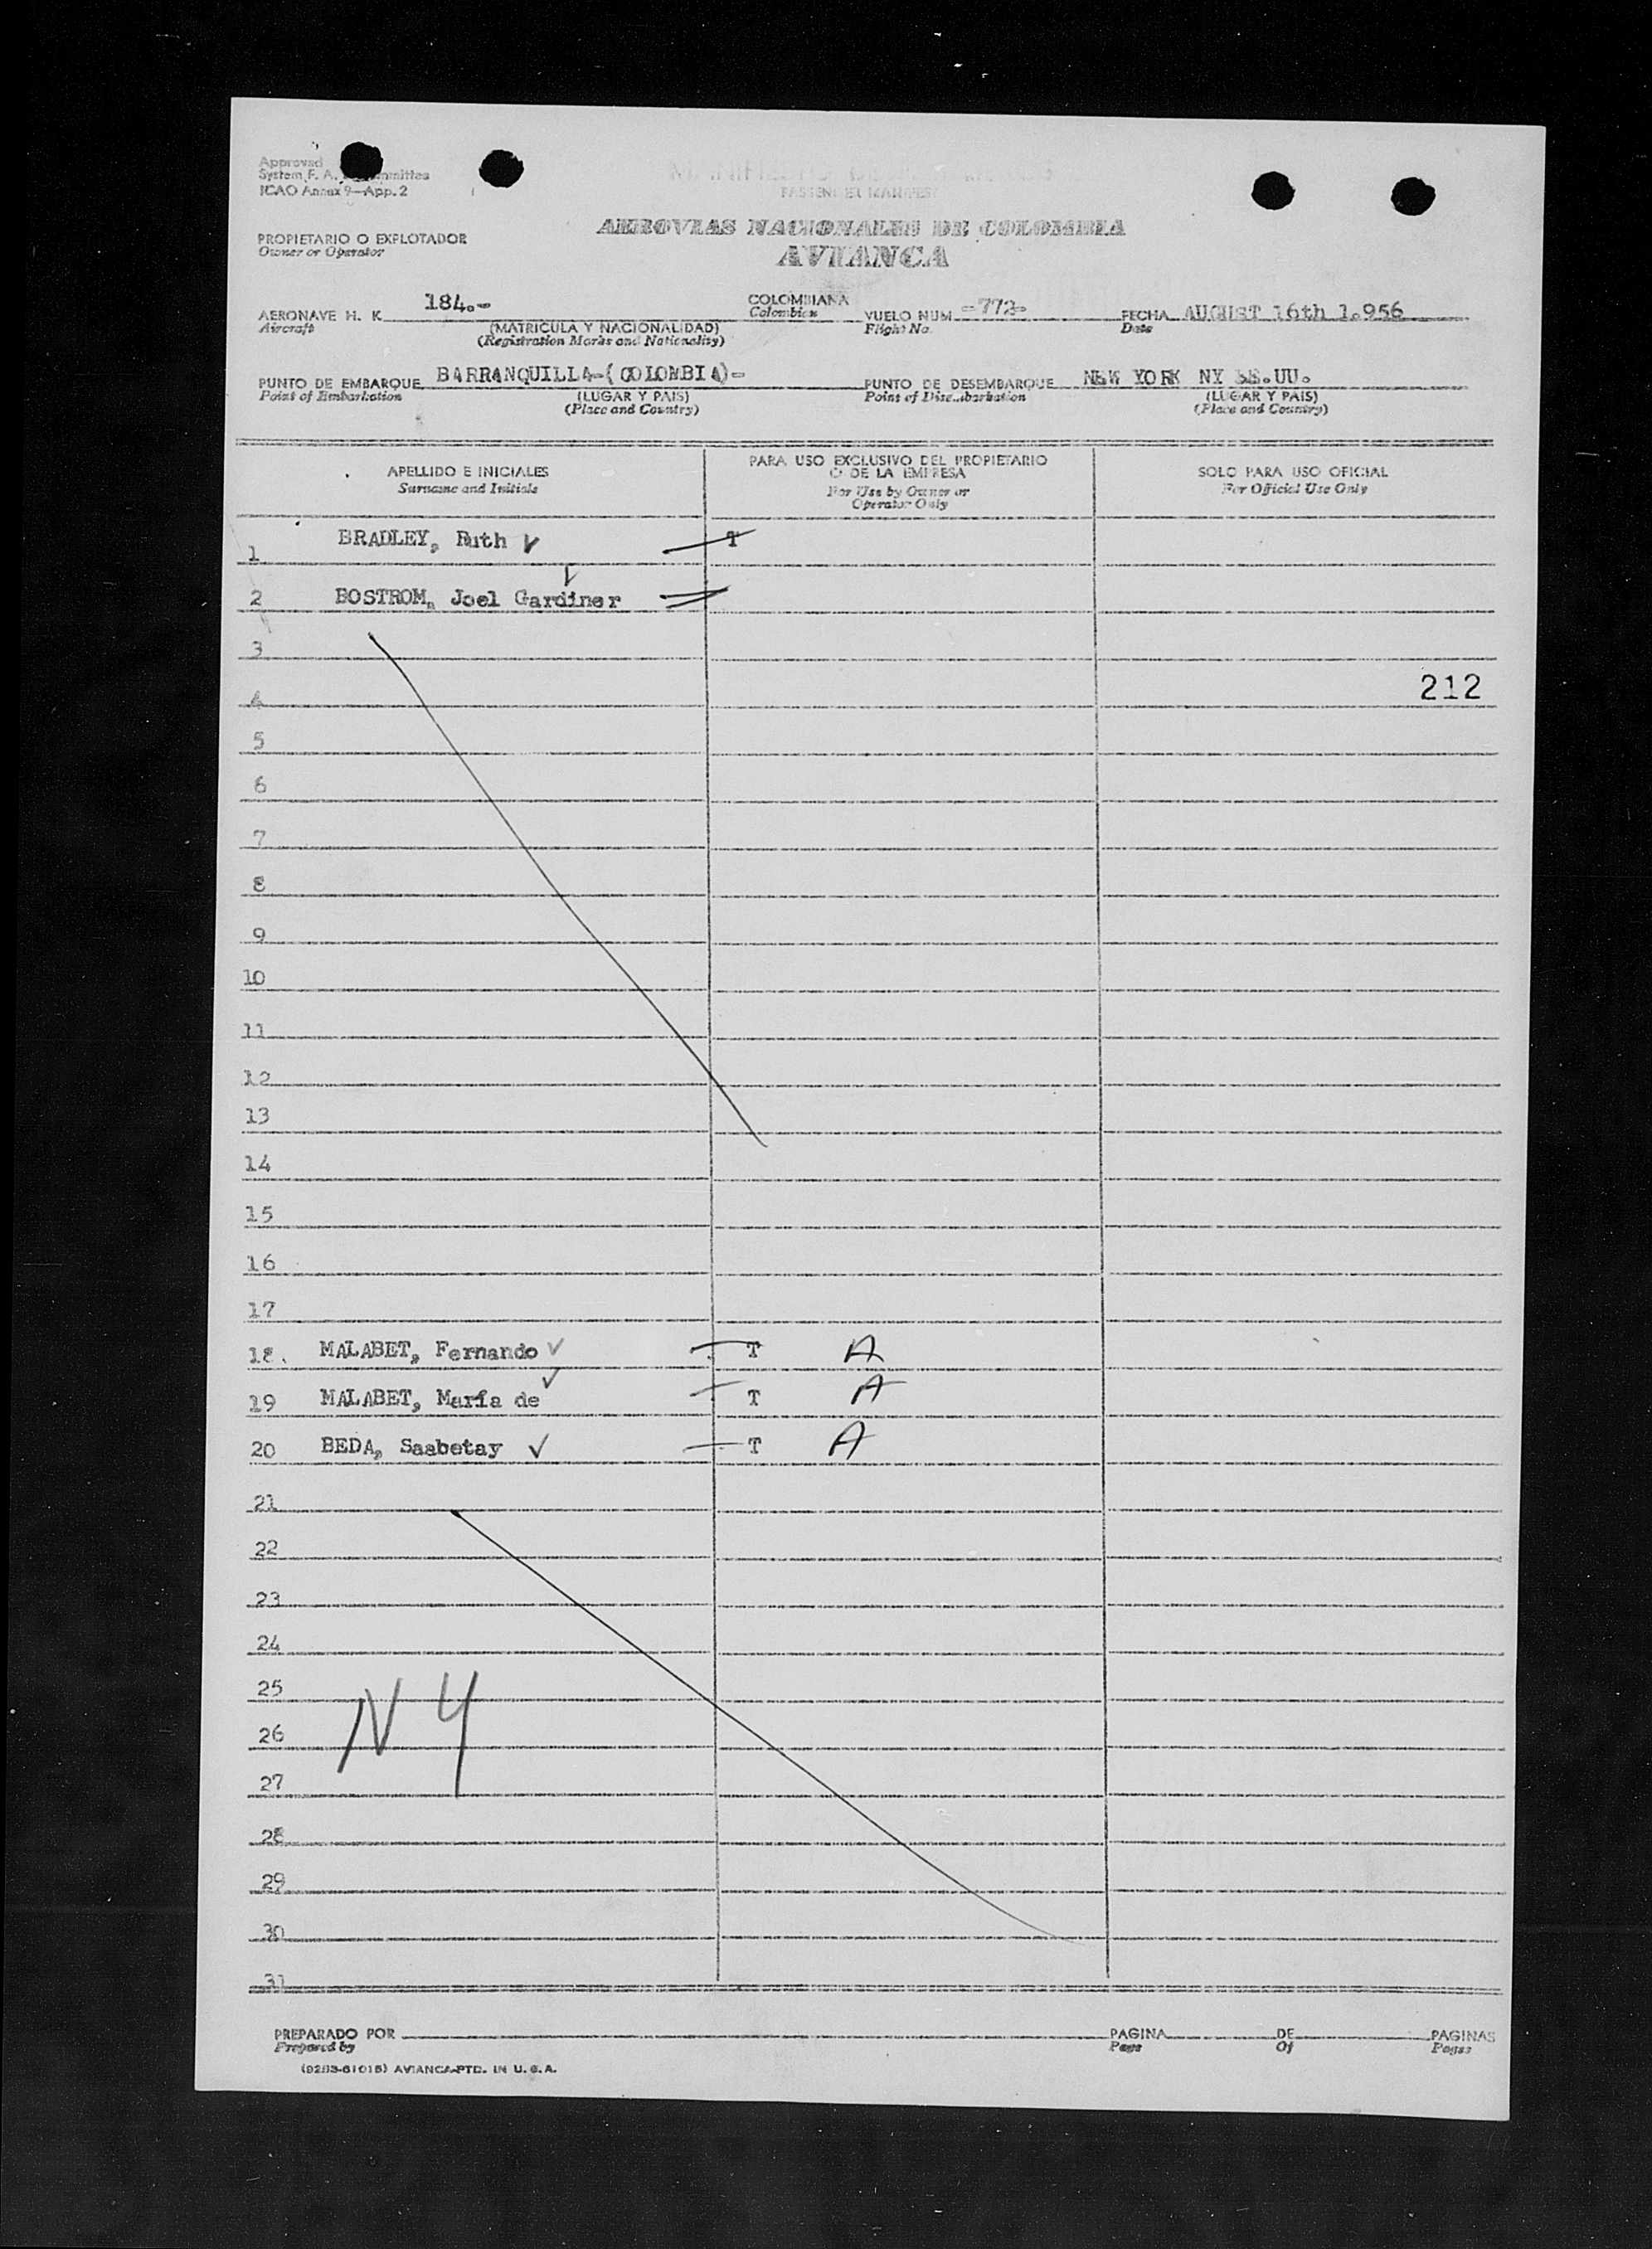 Approved
System F. A. mmittee
ICAO Annex 9—App. 2
PASSENGER MANIFEST
AEROVIAS NACIONALES DE COLOMBIA
AVIANCA
PROPIETARIO O EXPLOTADOR
Owner or Operator
AERONAVE H. K. 184.- COLOMBIANA VUELO NUM. -772- FECHA AUGUST 16th 1.956
Aircraft (MATRICULA Y NACIONALIDAD) Colombian Flight No. Date
(Registration Marks and Nationality)
PUNTO DE EMBARQUE BARRANQUILLA-(COLOMBIA)- PUNTO DE DESEMBARQUE NEW YORK NY EE.UU.
Point of Embarkation (LUGAR Y PAIS) Point of Disembarkation (LUGAR Y PAIS)
(Place and Country) (Place and Country)
APELLIDO E INICIALES
Surname and Initials
PARA USO EXCLUSIVO DEL PROPIETARIO
O DE LA EMPRESA
For Use by Owner or
Operator Only
SOLO PARA USO OFICIAL
For Official Use Only
1 BRADLEY, Ruth T
2 BOSTROM, Joel Gardiner
3
4 212
5
6
7
8
9
10
11
12
13
14
15
16
17
18. MALABET, Fernando T A
19 MALABET, María de T A
20 BEDA, Saabetay T A
21
22
23
24
25
26 N 4
27
28
29
30
31
PREPARADO POR PAGINA DE PAGINAS
Prepared by Page Of Pages
AVIANCA-PTD. IN U. S. A.